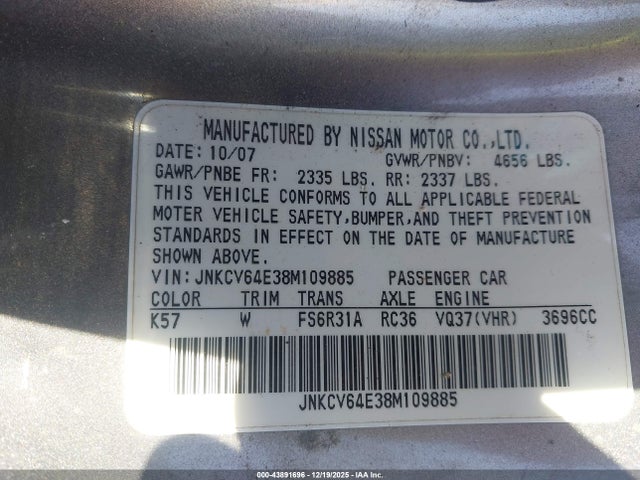 MANUFACTURED BY NISSAN MOTOR CO.,LTD.
DATE: 10/07 GVWR/PNBV: 4656 LBS.
GAWR/PNBE FR: 2335 LBS. RR: 2337 LBS.
THIS VEHICLE CONFORMS TO ALL APPLICABLE FEDERAL
MOTOR VEHICLE SAFETY,BUMPER,AND THEFT PREVENTION
STANDARDS IN EFFECT ON THE DATE OF MANUFACTURE
SHOWN ABOVE.
VIN: JNKCV64E38M109885 PASSENGER CAR
COLOR TRIM TRANS AXLE ENGINE
K57 W FS6R31A RC36 VQ37(VHR) 3696CC
JNKCV64E38M109885
000-43891696 - 12/19/2025 - IAA Inc.